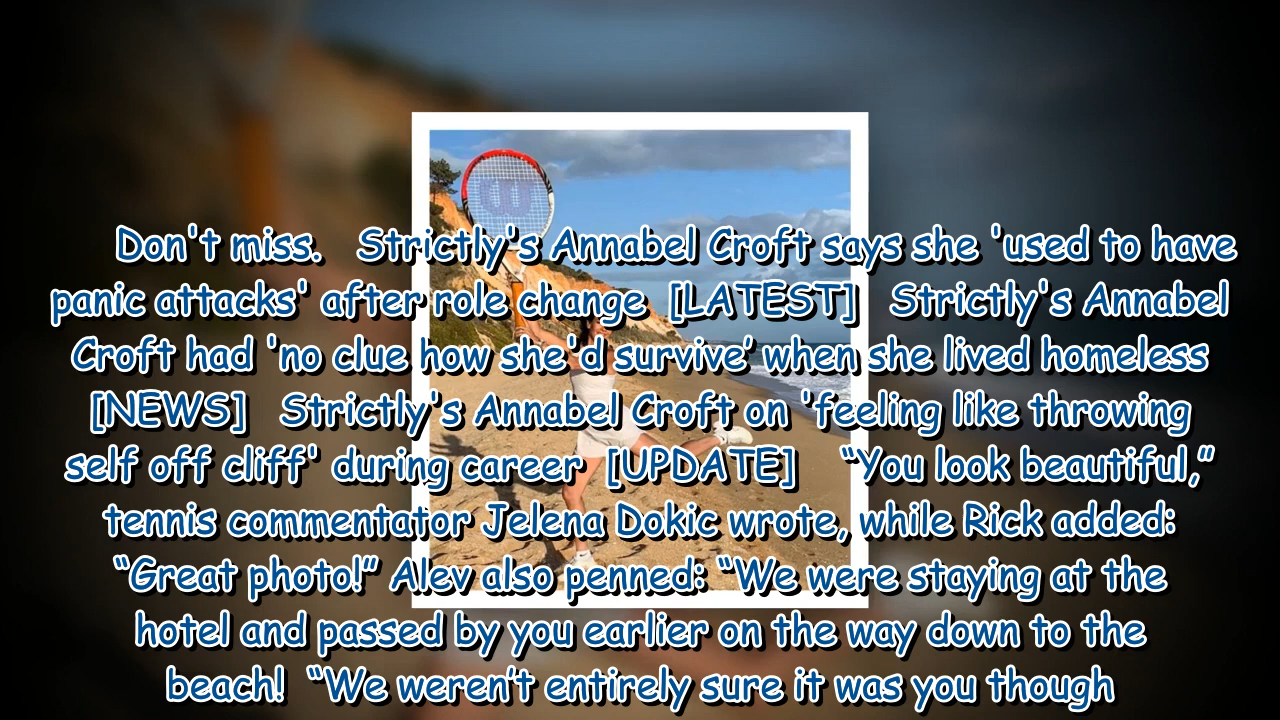 Don't miss.   Strictly's Annabel Croft says she 'used to have
panic attacks' after role change  [LATEST]   Strictly's Annabel
Croft had 'no clue how she'd survive’ when she lived homeless
[NEWS]   Strictly's Annabel Croft on 'feeling like throwing
self off cliff' during career  [UPDATE]    “You look beautiful,”
tennis commentator Jelena Dokic wrote, while Rick added:
“Great photo!” Alev also penned: “We were staying at the
hotel and passed by you earlier on the way down to the
beach!  “We weren’t entirely sure it was you though